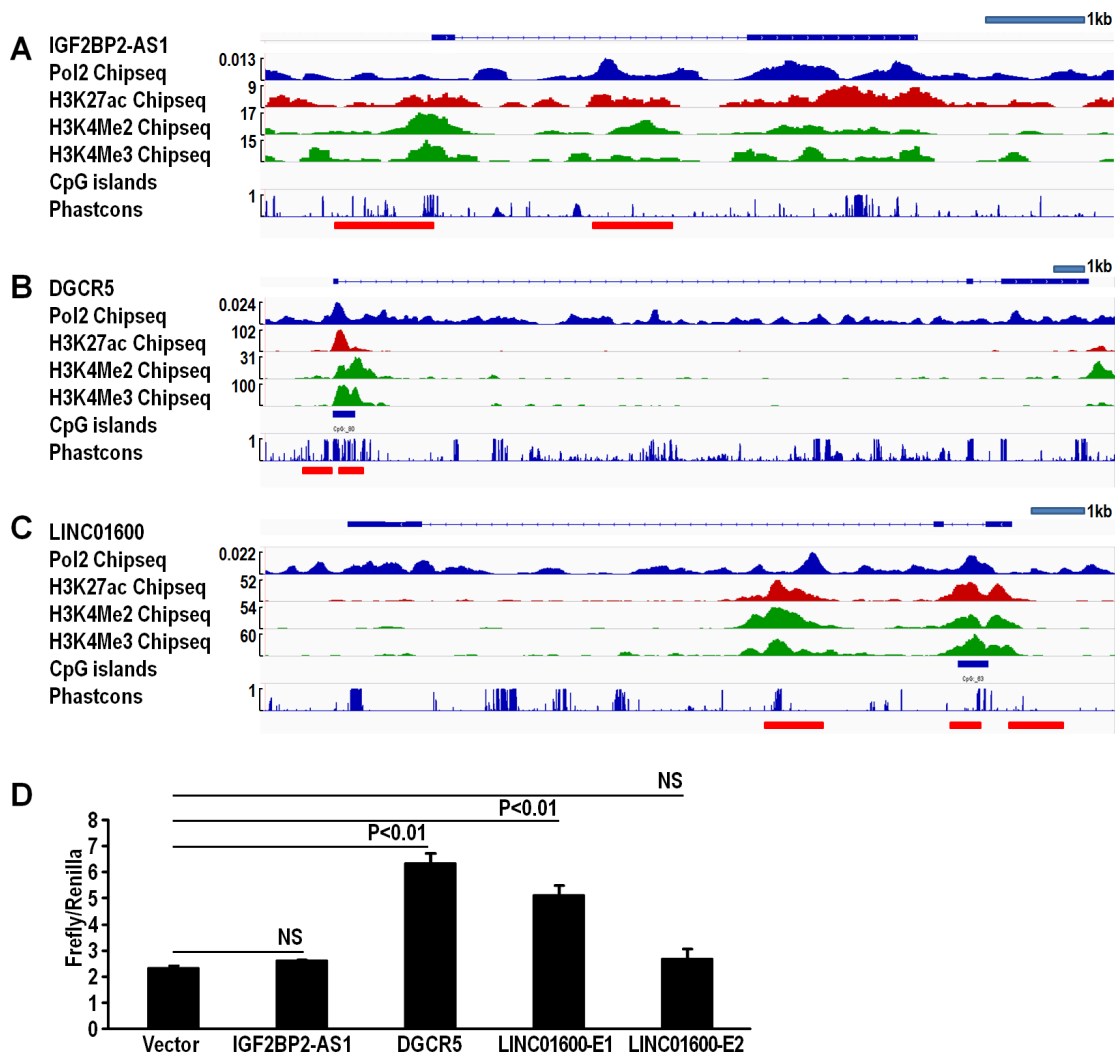 1kb
A
IGF2BP2-AS1
Pol2 Chipseq
0.013
H3K27ac Chipseq
9
H3K4Me2 Chipseq
17
H3K4Me3 Chipseq
15
CpG islands
Phastcons
1
1kb
B
DGCR5
Pol2 Chipseq
0.024
H3K27ac Chipseq
102
H3K4Me2 Chipseq
31
H3K4Me3 Chipseq
100
CpG islands
Phastcons
1
1kb
C
LINC01600
Pol2 Chipseq
0.022
H3K27ac Chipseq
52
H3K4Me2 Chipseq
54
H3K4Me3 Chipseq
60
CpG islands
Phastcons
1
D
NS
P<0.01
P<0.01
NS
Frefly/Renilla
8
7
6
5
4
3
2
1
0
Vector
IGF2BP2-AS1
DGCR5
LINC01600-E1
LINC01600-E2